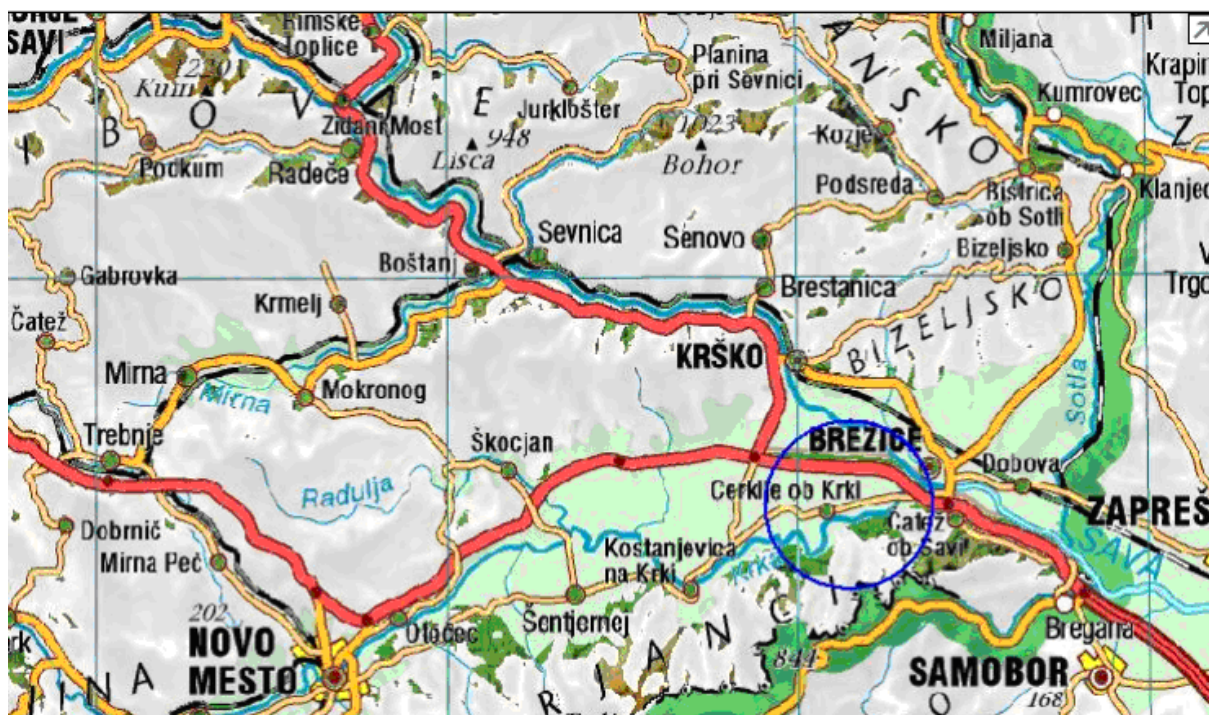 SAVI
Rimske
Toplice
Planina
pri Sevnici
Miljana
1220
Kum
Jurklošter
Kumrovec
Zidani Most
948
Lisca
1023
Bohor
Kozje
Podkum
Radeče
Podsreda
Bistrica
ob Sotli
Klanjec
Sevnica
Senovo
Bizeljsko
Boštanj
Gabrovka
Krmelj
Brestanica
BIZELJSKO
Čatež
KRŠKO
Mirna
Mirna
Mokronog
Sotla
Trebnje
Škocjan
BREŽICE
Dobova
Radulja
Cerklje ob Krki
Dobrnič
Čatež
ob Savi
ZAPREŠ
SAVA
Mirna Peč
Kostanjevica
na Krki
Krka
202
Otočec
Šentjernej
Bregana
NOVO
MESTO
844
SAMOBOR
168